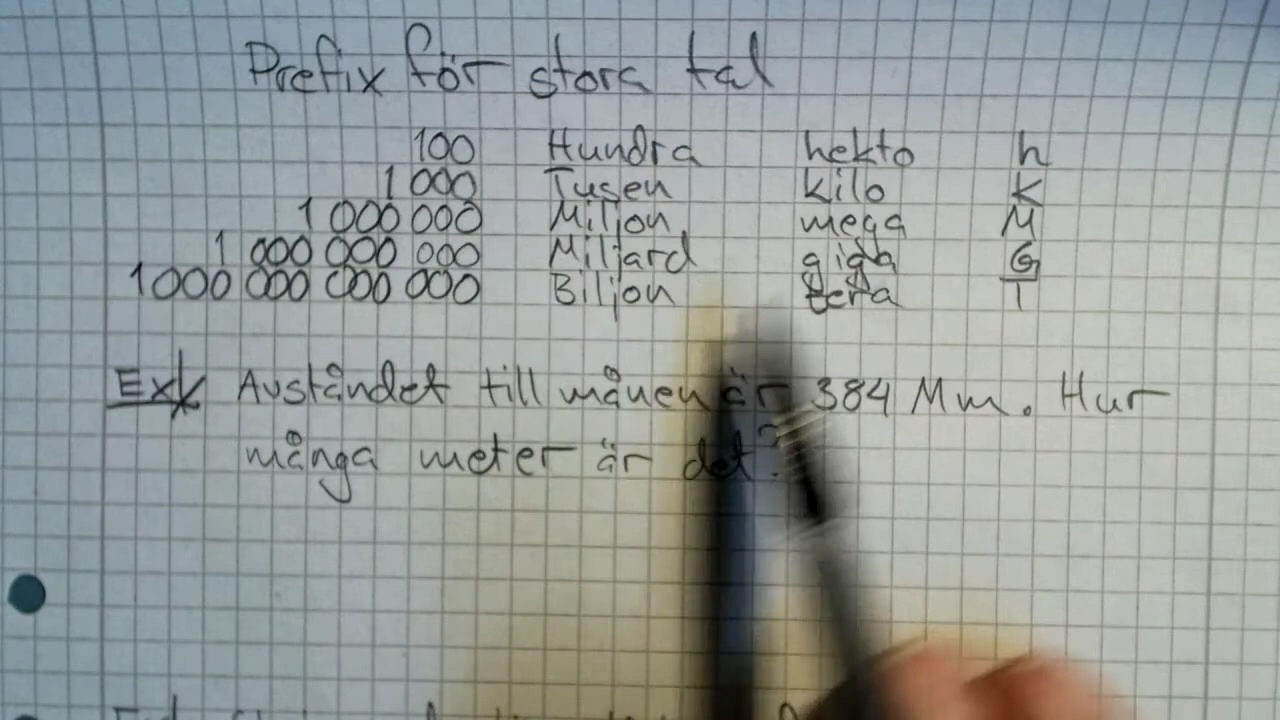 Prefix för stora tal
100 Hundra hekto h
1 000 Tusen kilo K
1 000 000 Miljon mega M
1 000 000 000 Miljard giga G
1000 000 000 000 Biljon tera T
Ex. Avståndet till månen är 384 Mm. Hur
många meter är det?